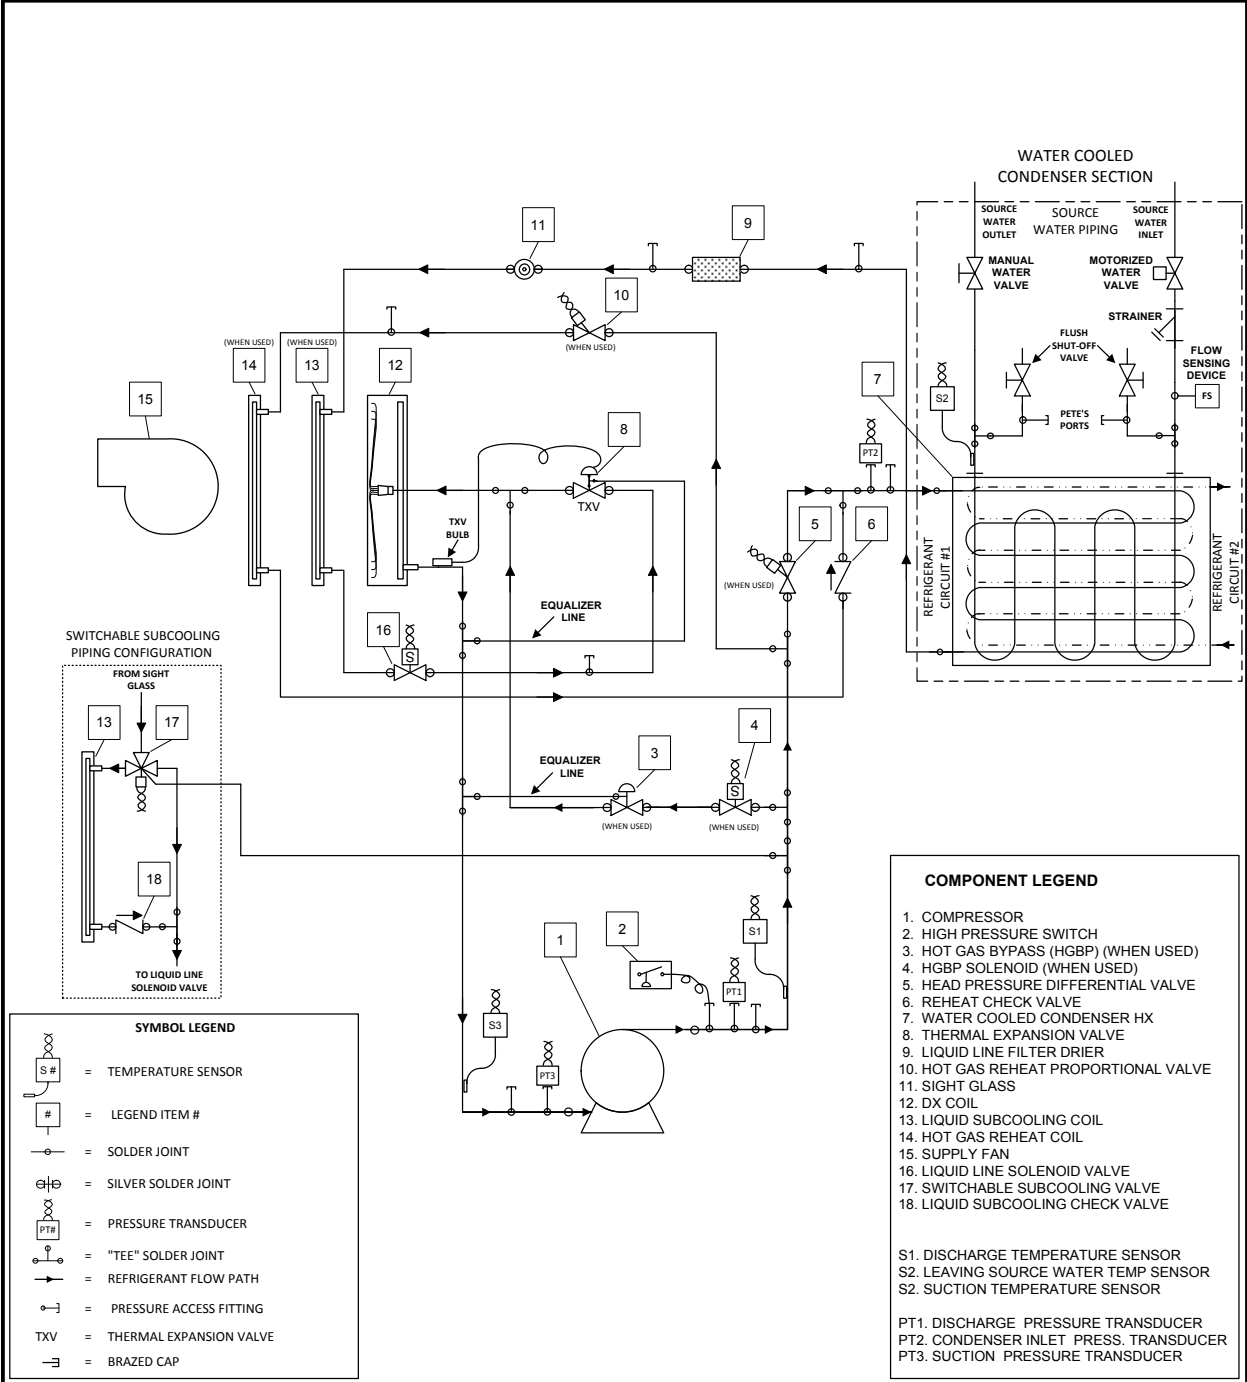 WATER COOLED
CONDENSER SECTION
SOURCE
WATER
OUTLET
SOURCE
WATER PIPING
SOURCE
WATER
INLET
MANUAL
WATER
VALVE
MOTORIZED
WATER
VALVE
STRAINER
FLUSH
SHUT-OFF
VALVE
FLOW
SENSING
DEVICE
FS
PETE'S
PORTS
11
9
10
(WHEN USED)
(WHEN USED)
14
(WHEN USED)
13
12
15
8
TXV
TXV
BULB
7
S2
PT2
5
6
(WHEN USED)
REFRIGERANT
CIRCUIT #1
REFRIGERANT
CIRCUIT #2
EQUALIZER
LINE
16
S
SWITCHABLE SUBCOOLING
PIPING CONFIGURATION
FROM SIGHT
GLASS
13
17
18
TO LIQUID LINE
SOLENOID VALVE
EQUALIZER
LINE
3
4
S
(WHEN USED)
(WHEN USED)
1
2
S1
PT1
S3
PT3
SYMBOL LEGEND
S # = TEMPERATURE SENSOR
# = LEGEND ITEM #
= SOLDER JOINT
= SILVER SOLDER JOINT
PT# = PRESSURE TRANSDUCER
= "TEE" SOLDER JOINT
= REFRIGERANT FLOW PATH
= PRESSURE ACCESS FITTING
TXV = THERMAL EXPANSION VALVE
= BRAZED CAP
COMPONENT LEGEND
1. COMPRESSOR
2. HIGH PRESSURE SWITCH
3. HOT GAS BYPASS (HGBP) (WHEN USED)
4. HGBP SOLENOID (WHEN USED)
5. HEAD PRESSURE DIFFERENTIAL VALVE
6. REHEAT CHECK VALVE
7. WATER COOLED CONDENSER HX
8. THERMAL EXPANSION VALVE
9. LIQUID LINE FILTER DRIER
10. HOT GAS REHEAT PROPORTIONAL VALVE
11. SIGHT GLASS
12. DX COIL
13. LIQUID SUBCOOLING COIL
14. HOT GAS REHEAT COIL
15. SUPPLY FAN
16. LIQUID LINE SOLENOID VALVE
17. SWITCHABLE SUBCOOLING VALVE
18. LIQUID SUBCOOLING CHECK VALVE
S1. DISCHARGE TEMPERATURE SENSOR
S2. LEAVING SOURCE WATER TEMP SENSOR
S2. SUCTION TEMPERATURE SENSOR
PT1. DISCHARGE PRESSURE TRANSDUCER
PT2. CONDENSER INLET PRESS. TRANSDUCER
PT3. SUCTION PRESSURE TRANSDUCER